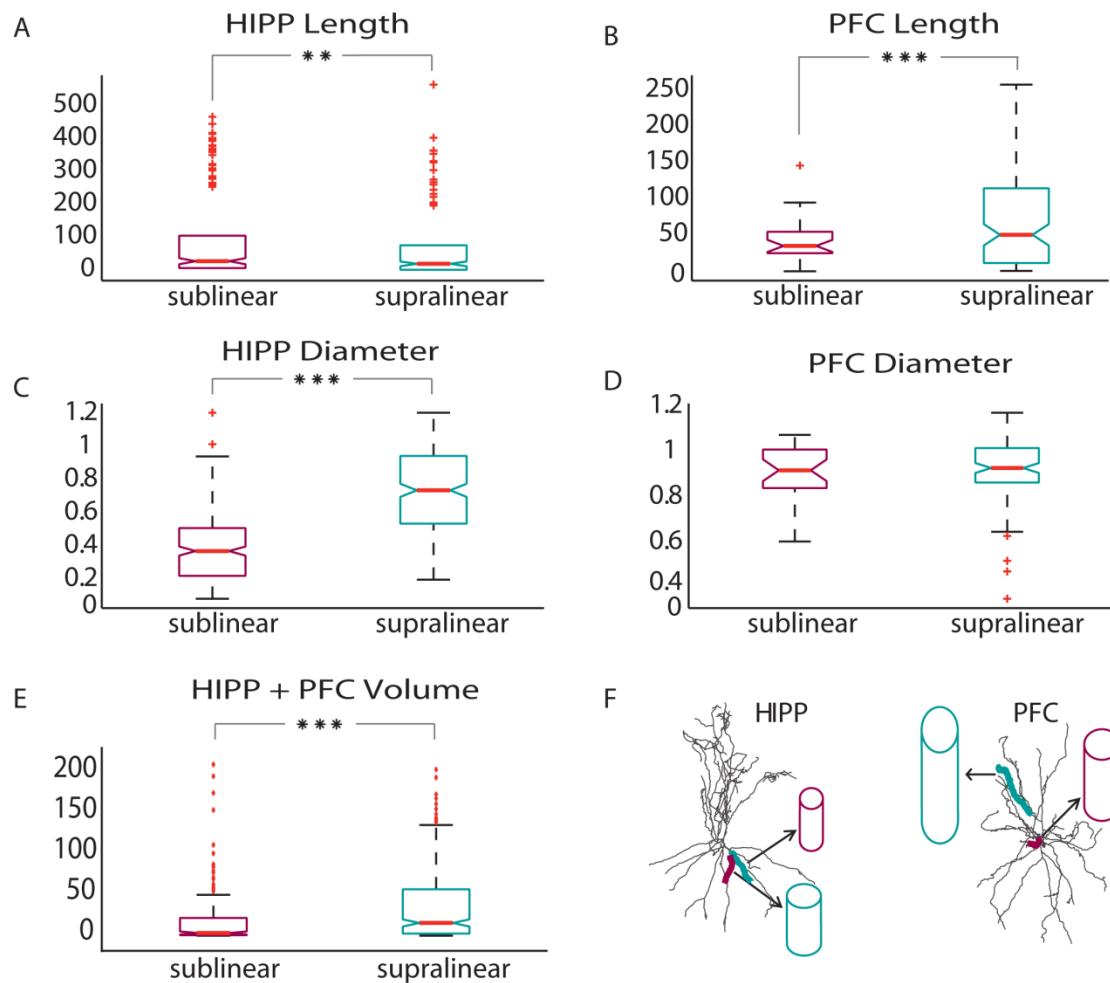 A
HIPP Length
**
500
400
300
200
100
0
sublinear supralinear
B
PFC Length
***
250
200
150
100
50
0
sublinear supralinear
C
HIPP Diameter
***
1.2
1
0.8
0.6
0.4
0.2
0
sublinear supralinear
D
PFC Diameter
1.2
1
0.8
0.6
0.4
0
sublinear supralinear
E
HIPP + PFC Volume
***
200
150
100
50
0
sublinear supralinear
F
HIPP PFC